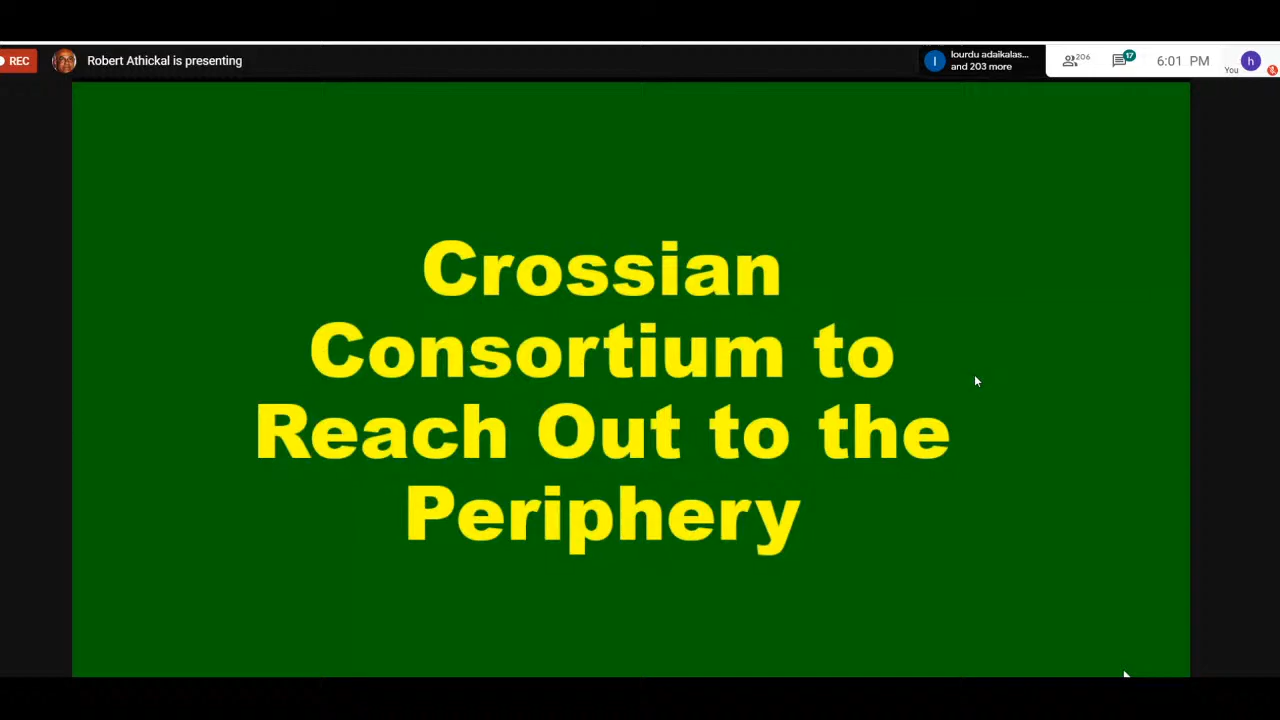 REC
Robert Athickal is presenting
l
lourdu adaikalas...
and 203 more
206
17
6:01 PM
You
h
Crossian
Consortium to
Reach Out to the
Periphery